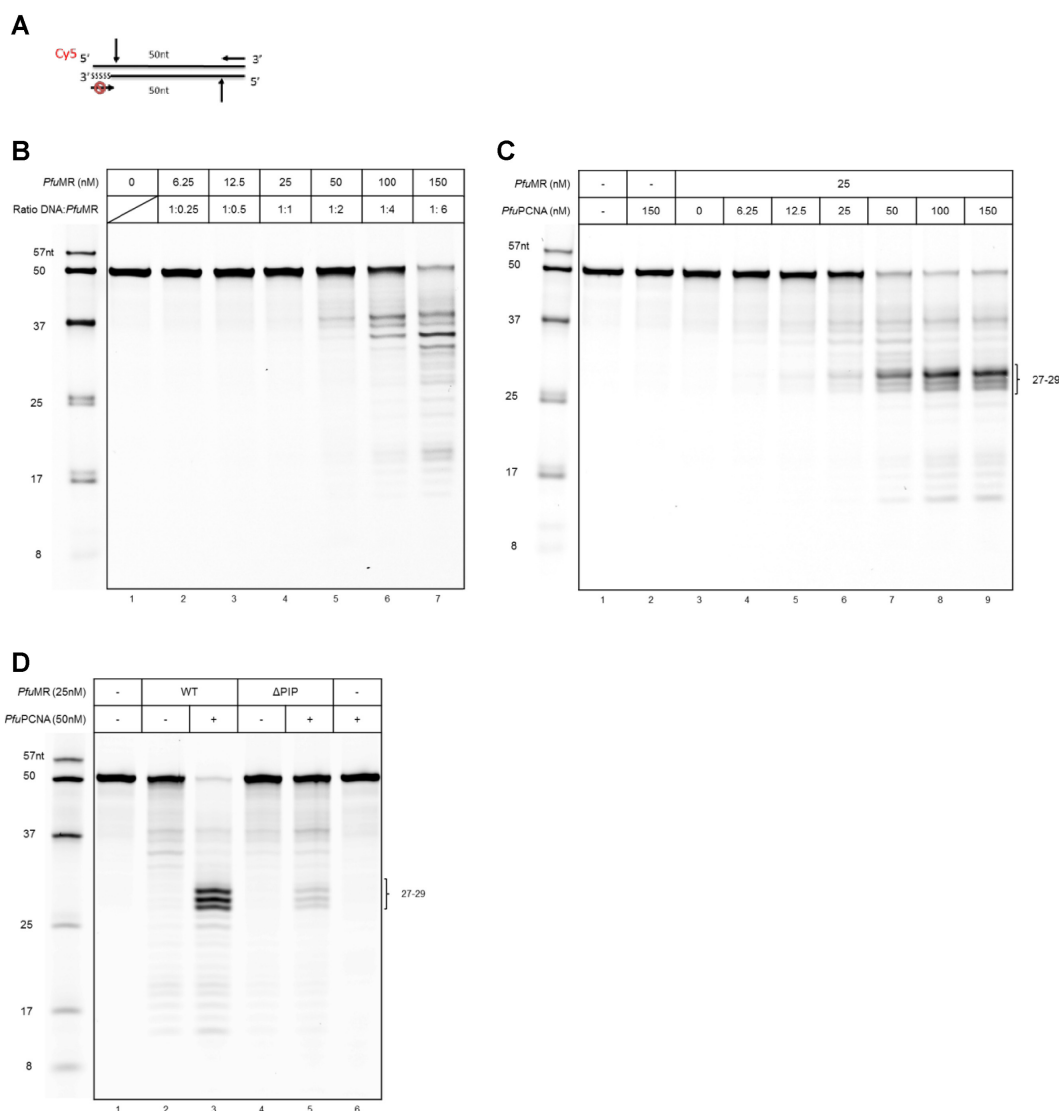 A
Cy5 5' 50nt 3'
3' SSSSS 5'
50nt
B
PfuMR (nM) 0 6.25 12.5 25 50 100 150
Ratio DNA:PfuMR 1:0.25 1:0.5 1:1 1:2 1:4 1: 6
57nt
50
37
25
17
8
1 2 3 4 5 6 7
C
PfuMR (nM) - - 25
PfuPCNA (nM) - 150 0 6.25 12.5 25 50 100 150
57nt
50
37
27-29
25
17
8
1 2 3 4 5 6 7 8 9
D
PfuMR (25nM) - WT ΔPIP -
PfuPCNA (50nM) - - + - + +
57nt
50
37
27-29
25
17
8
1 2 3 4 5 6